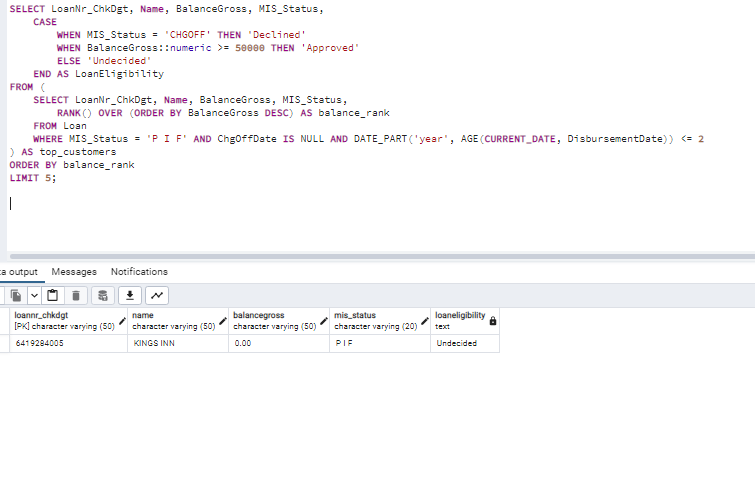 SELECT LoanNr_ChkDgt, Name, BalanceGross, MIS_Status,
CASE
WHEN MIS_Status = 'CHGOFF' THEN 'Declined'
WHEN BalanceGross::numeric >= 50000 THEN 'Approved'
ELSE 'Undecided'
END AS LoanEligibility
FROM (
SELECT LoanNr_ChkDgt, Name, BalanceGross, MIS_Status,
RANK() OVER (ORDER BY BalanceGross DESC) AS balance_rank
FROM Loan
WHERE MIS_Status = 'P I F' AND ChgOffDate IS NULL AND DATE_PART('year', AGE(CURRENT_DATE, DisbursementDate)) <= 2
) AS top_customers
ORDER BY balance_rank
LIMIT 5;
a output Messages Notifications
loannr_chkdgt name balancegross mis_status loaneligibility
[PK] character varying (50) character varying (50) character varying (50) character varying (20) text
6419284005 KINGS INN 0.00 P I F Undecided